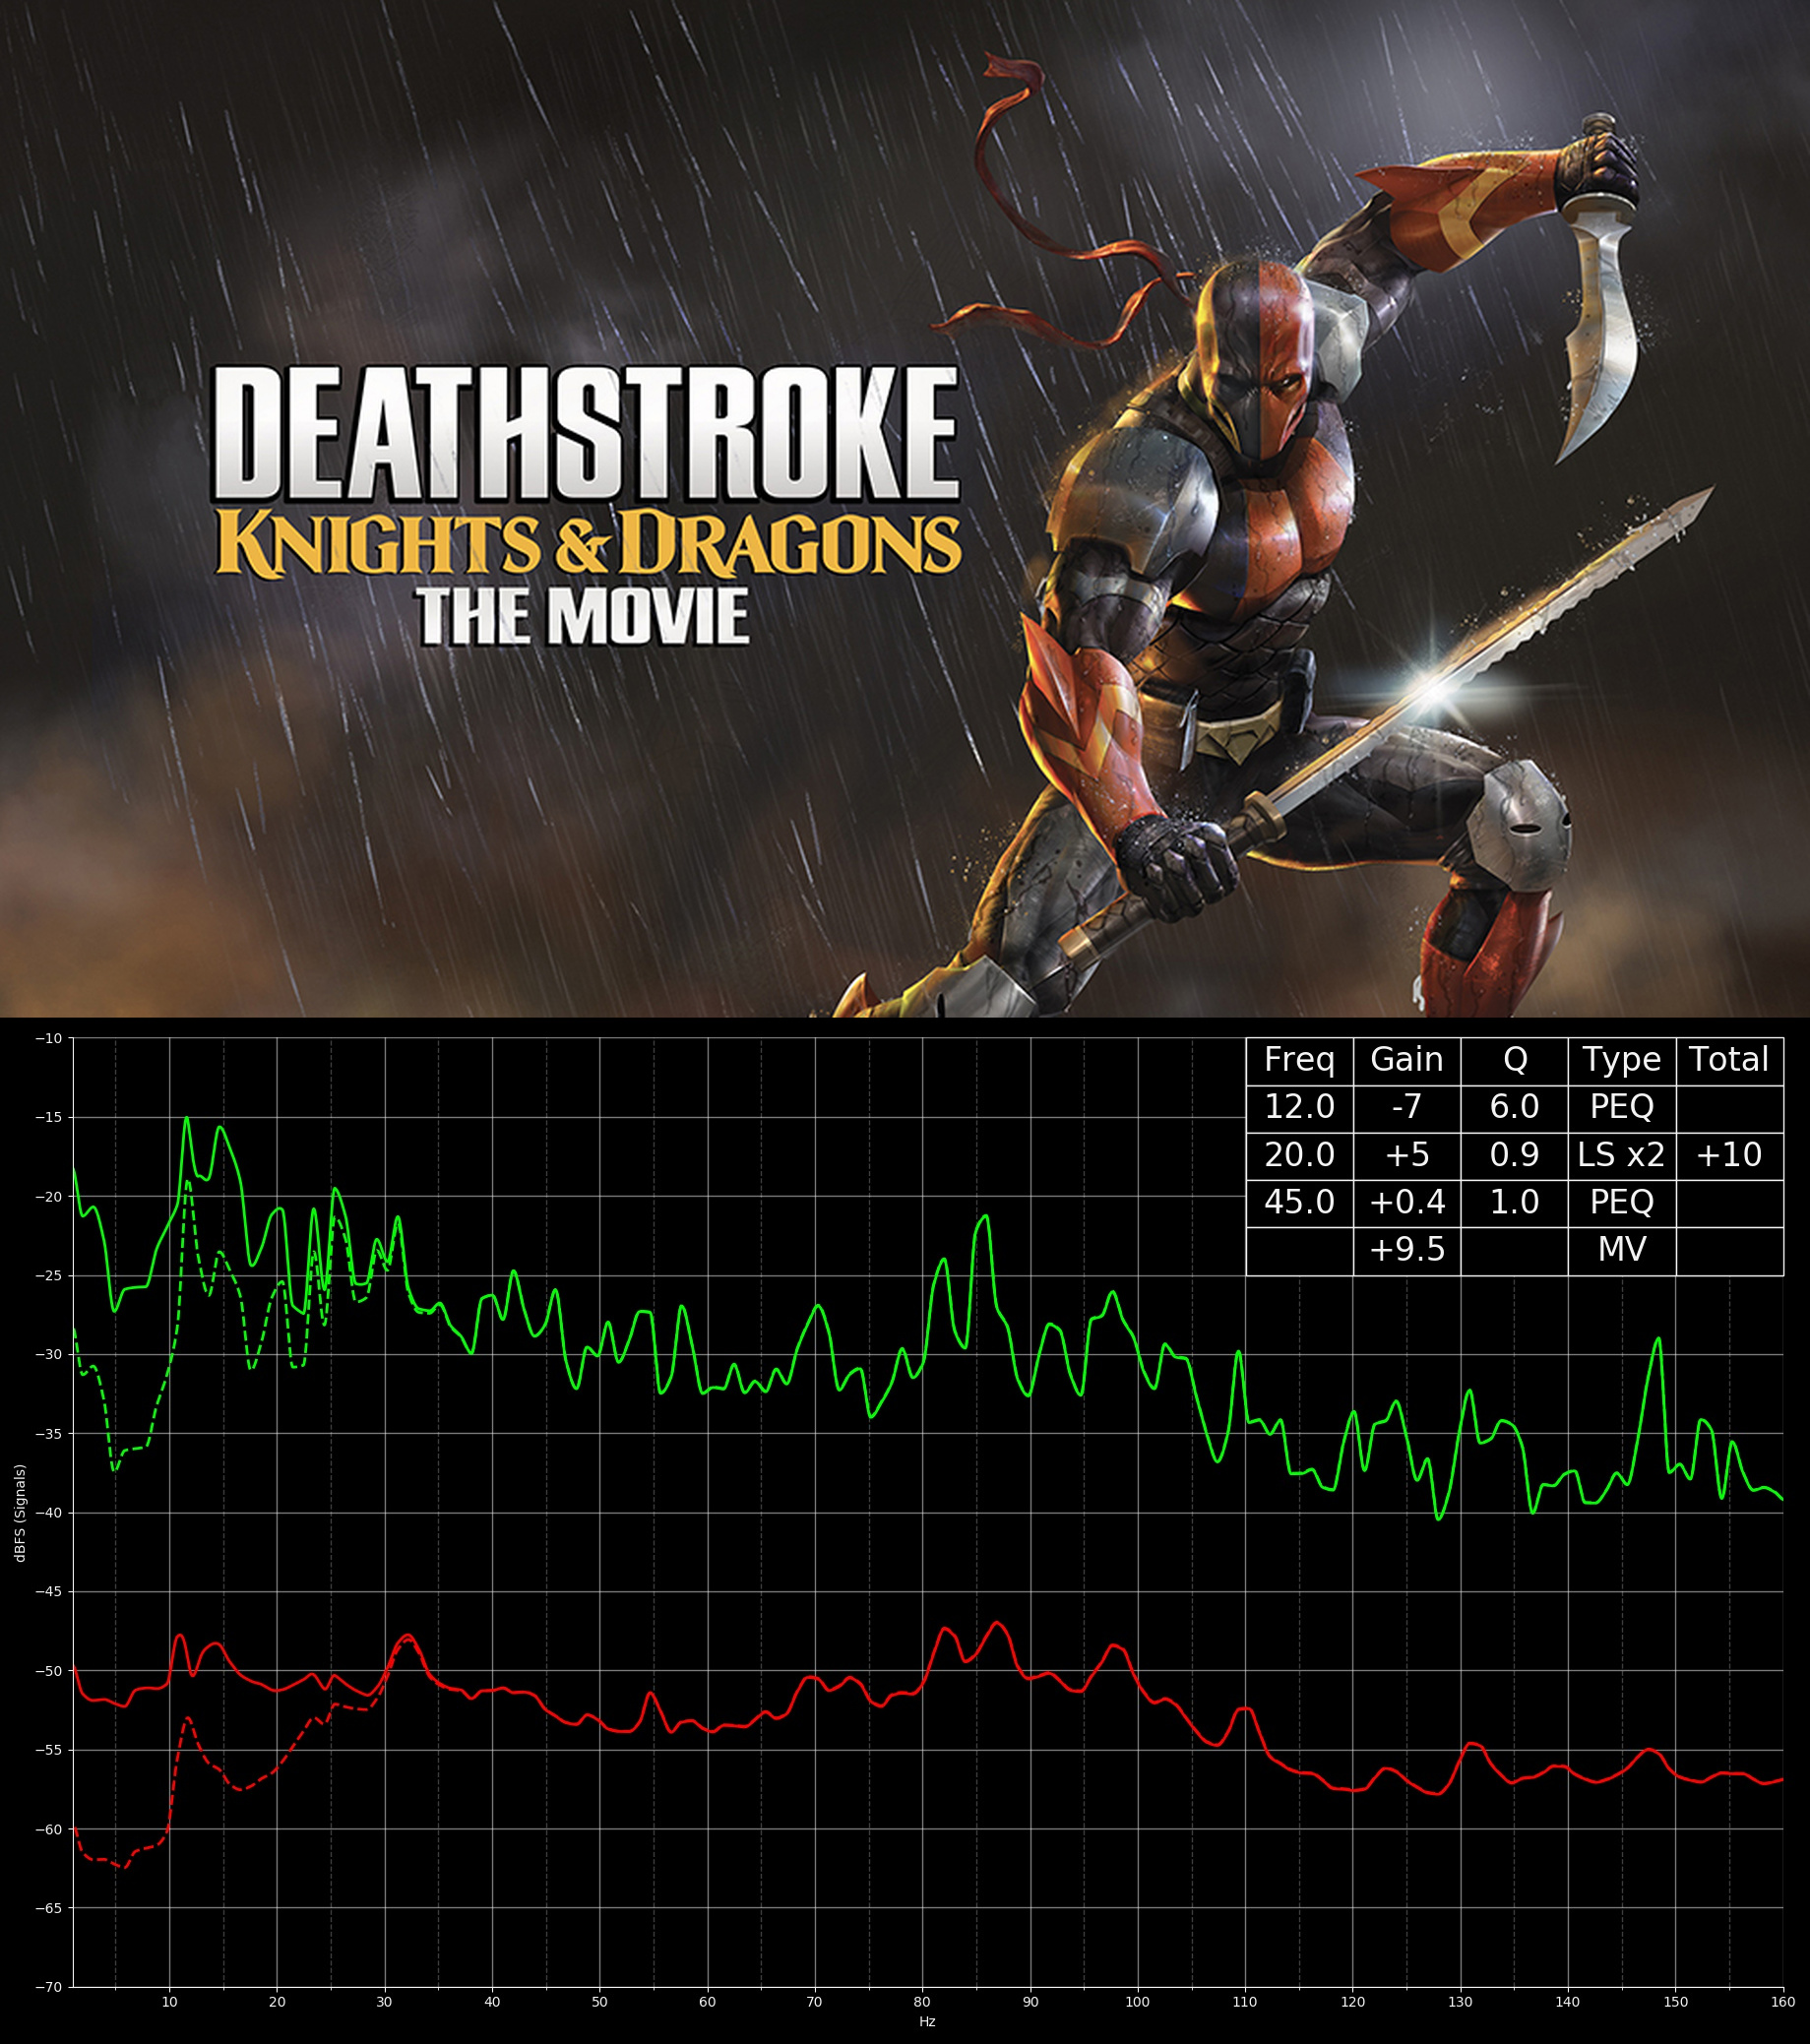 DEATHSTROKE
KNIGHTS & DRAGONS
THE MOVIE
Freq Gain Q Type Total
12.0 -7 6.0 PEQ
20.0 +5 0.9 LS x2 +10
45.0 +0.4 1.0 PEQ
+9.5 MV
−10
−15
−20
−25
−30
−35
−40
−45
−50
−55
−60
−65
−70
dBFS (Signals)
10 20 30 40 50 60 70 80 90 100 110 120 130 140 150 160
Hz